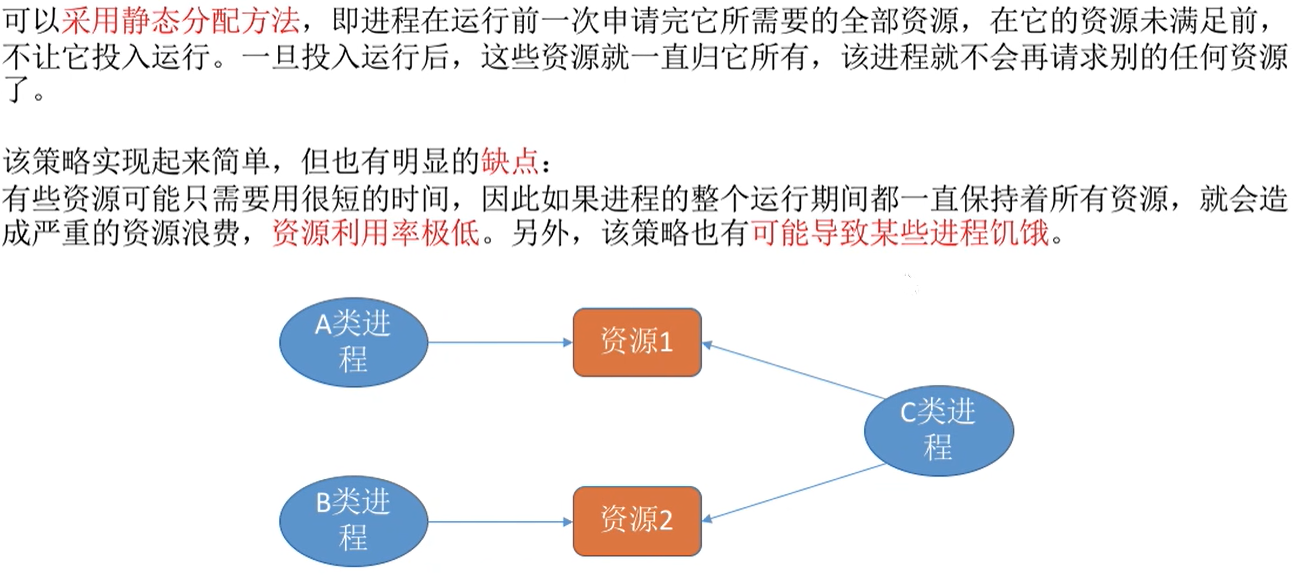 可以采用静态分配方法，即进程在运行前一次申请完它所需要的全部资源，在它的资源未满足前，
不让它投入运行。一旦投入运行后，这些资源就一直归它所有，该进程就不会再请求别的任何资源
了。
该策略实现起来简单，但也有明显的缺点：
有些资源可能只需要用很短的时间，因此如果进程的整个运行期间都一直保持着所有资源，就会造
成严重的资源浪费，资源利用率极低。另外，该策略也有可能导致某些进程饥饿。
A类进
程
资源1
C类进
程
B类进
程
资源2